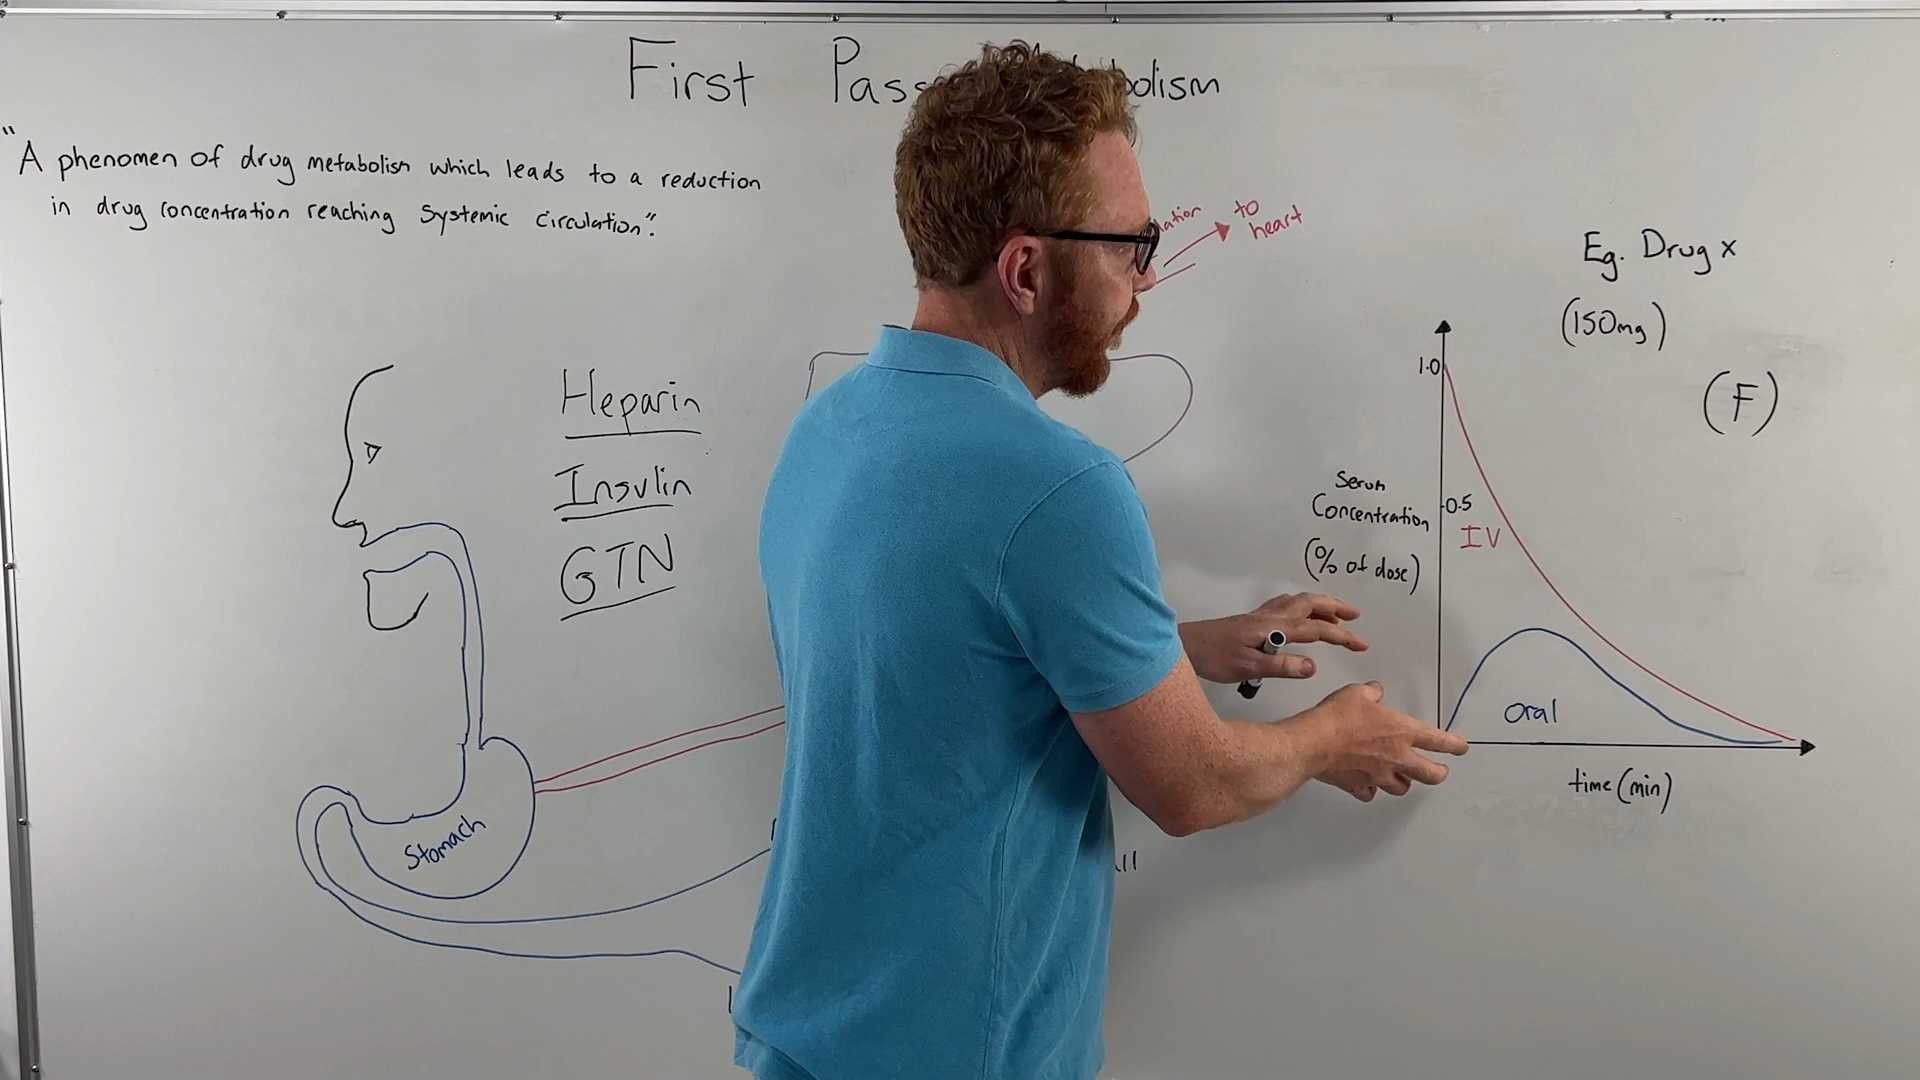 First Pass bolism
"A phenomen of drug metabolism which leads to a reduction
in drug concentration reaching systemic circulation".
to
heart
Eg. Drug x
(150mg)
(F)
Heparin
Insulin
GTN
Stomach
1.0
0.5
Serum
Concentration
(% of dose)
IV
Oral
time (min)